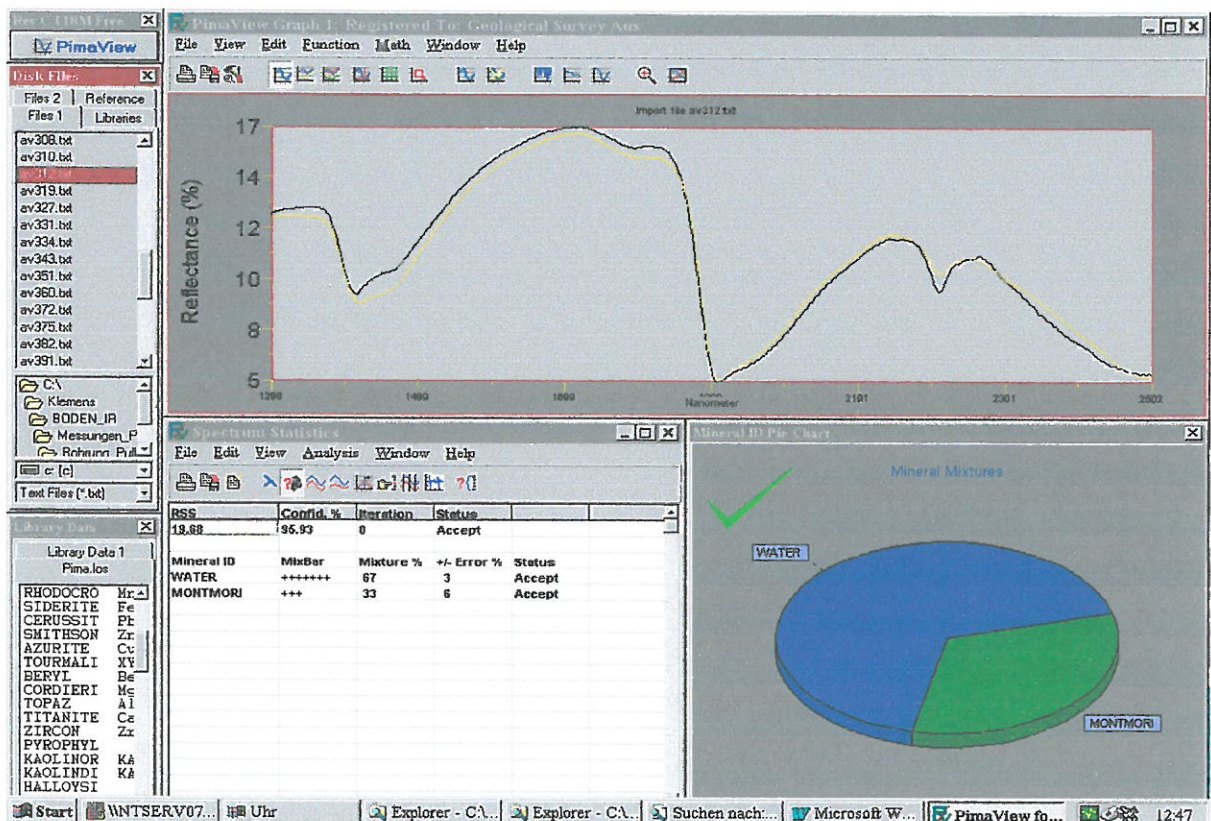 Rev C 118M Free
PimaView
Disk Files
Files 2 Reference
Files 1 Libraries
av308.txt
av310.txt
av312.txt
av319.txt
av327.txt
av331.txt
av334.txt
av343.txt
av351.txt
av360.txt
av372.txt
av375.txt
av382.txt
av391.txt
C:\
Klemens
BODEN_IR
Messungen_P
c: (c)
Text Files (*.txt)
Library Data
Library Data 1
Pima.los
RHODOCRO Mr
SIDERITE Fe
CERUSSIT Pb
SMITHSON Zr
AZURITE Cu
TOURMALI XY
BERYL Be
CORDIERI Mc
TOPAZ Al
TITANITE Ca
ZIRCON Zr
PYROPHYL
KAOLINOR KA
KAOLINDI KA
HALLOYSI
PimaView Graph 1: Registered To: Geological Survey Aus
File View Edit Function Math Window Help
Import file av312.txt
Reflectance (%)
17
14
12
10
8
5
1298 1499 1699 2101 2301 2502
Nanometer
Spectrum Statistics
File Edit View Analysis Window Help
RSS Confid. % Iteration Status
19.68 95.93 0 Accept
Mineral ID MixBar Mixture % +/- Error % Status
WATER +++++++ 67 3 Accept
MONTMORI +++ 33 6 Accept
Mineral ID Pie Chart
Mineral Mixtures
WATER
MONTMORI
Start \\NTSERV07... Uhr Explorer - C:\... Explorer - C:\... Suchen nach:... Microsoft W... PimaView fo... 12:47